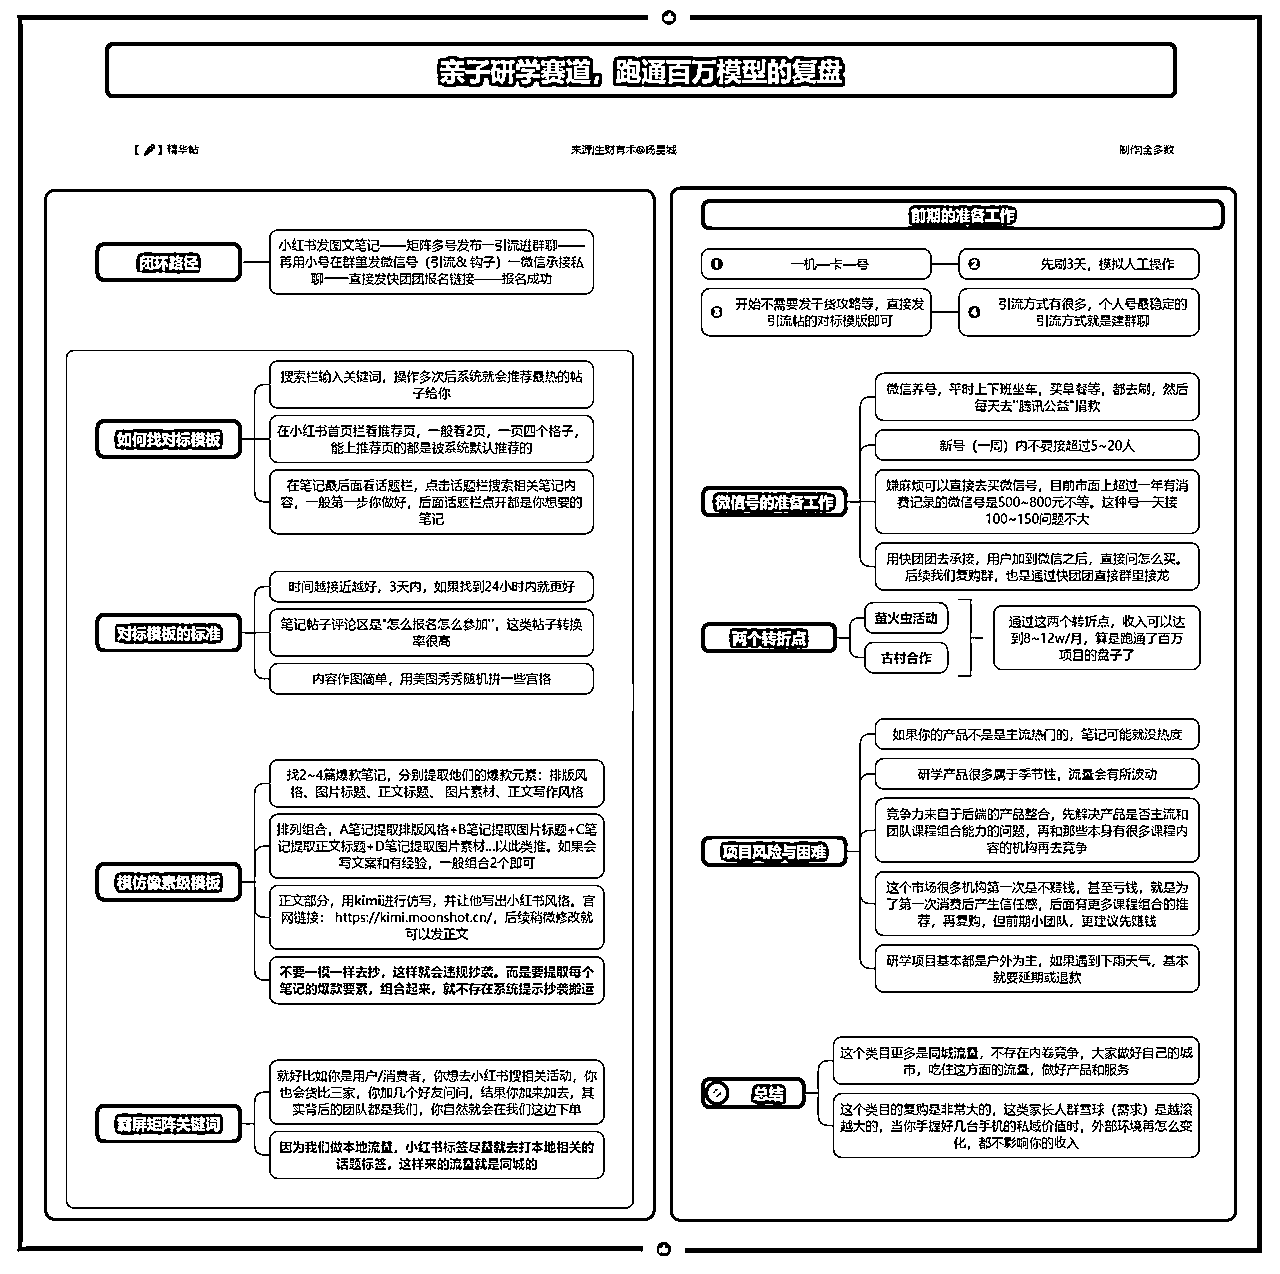 亲子研学赛道，跑通百万模型的复盘
【】精华帖
来源|生财有术@杨昊城
制作|金多数
闭环路径
小红书发图文笔记——矩阵多号发布—引流进群聊——
再用小号在群里发微信号（引流& 钩子）—微信承接私
聊——直接发快团团报名链接——报名成功
如何找对标模板
搜索栏输入关键词，操作多次后系统就会推荐最热的帖
子给你
在小红书首页栏看推荐页，一般看2页，一页四个格子，
能上推荐页的都是被系统默认推荐的
在笔记最后面看话题栏，点击话题栏搜索相关笔记内
容，一般第一步你做好，后面话题栏点开都是你想要的
笔记
对标模板的标准
时间越接近越好，3天内，如果找到24小时内就更好
笔记帖子评论区是“怎么报名怎么参加”，这类帖子转换
率很高
内容作图简单，用美图秀秀随机拼一些宫格
模仿像素级模板
找2~4篇爆款笔记，分别提取他们的爆款元素：排版风
格、图片标题、正文标题、 图片素材、正文写作风格
排列组合，A笔记提取排版风格+B笔记提取图片标题+C笔
记提取正文标题+D笔记提取图片素材...以此类推。如果会
写文案和有经验，一般组合2个即可
正文部分，用kimi进行仿写，并让他写出小红书风格。官
网链接： https://kimi.moonshot.cn/，后续稍微修改就
可以发正文
不要一模一样去抄，这样就会违规抄袭。而是要提取每个
笔记的爆款要素，组合起来，就不存在系统提示抄袭搬运
霸屏矩阵关键词
就好比如你是用户/消费者，你想去小红书搜相关活动，你
也会货比三家，你加几个好友问问，结果你加来加去，其
实背后的团队都是我们，你自然就会在我们这边下单
因为我们做本地流量，小红书标签尽量就去打本地相关的
话题标签，这样来的流量就是同城的
前期的准备工作
1 一机一卡一号
2 先刷3天，模拟人工操作
3 开始不需要发干货攻略等，直接发
引流帖的对标模版即可
4 引流方式有很多，个人号最稳定的
引流方式就是建群聊
微信号的准备工作
微信养号，平时上下班坐车，买早餐等，都去刷，然后
每天去“腾讯公益”捐款
新号（一周）内不要接超过5~20人
嫌麻烦可以直接去买微信号，目前市面上超过一年有消
费记录的微信号是500~800元不等。这种号一天接
100~150问题不大
用快团团去承接，用户加到微信之后，直接问怎么买。
后续我们复购群，也是通过快团团直接群里接龙
两个转折点
萤火虫活动
古村合作
通过这两个转折点，收入可以达
到8~12w/月，算是跑通了百万
项目的盘子了
项目风险与困难
如果你的产品不是是主流热门的，笔记可能就没热度
研学产品很多属于季节性，流量会有所波动
竞争力来自于后端的产品整合，先解决产品是否主流和
团队课程组合能力的问题，再和那些本身有很多课程内
容的机构再去竞争
这个市场很多机构第一次是不赚钱，甚至亏钱，就是为
了第一次消费后产生信任感，后面有更多课程组合的推
荐，再复购，但前期小团队，更建议先赚钱
研学项目基本都是户外为主，如果遇到下雨天气，基本
就要延期或退款
总结
这个类目更多是同城流量，不存在内卷竞争，大家做好自己的城
市，吃住这方面的流量，做好产品和服务
这个类目的复购是非常大的，这类家长人群雪球（需求）是越滚
越大的，当你手握好几台手机的私域价值时，外部环境再怎么变
化，都不影响你的收入